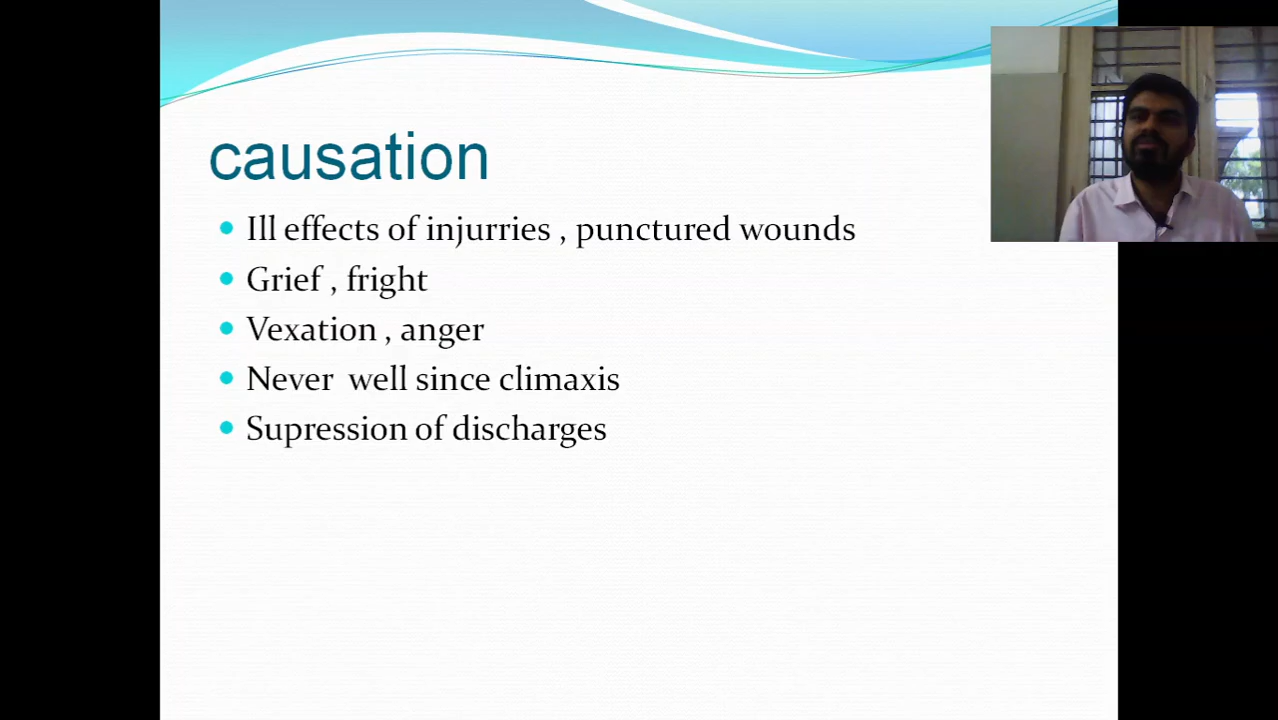 causation
Ill effects of injurries , punctured wounds
Grief , fright
Vexation , anger
Never well since climaxis
Supression of discharges